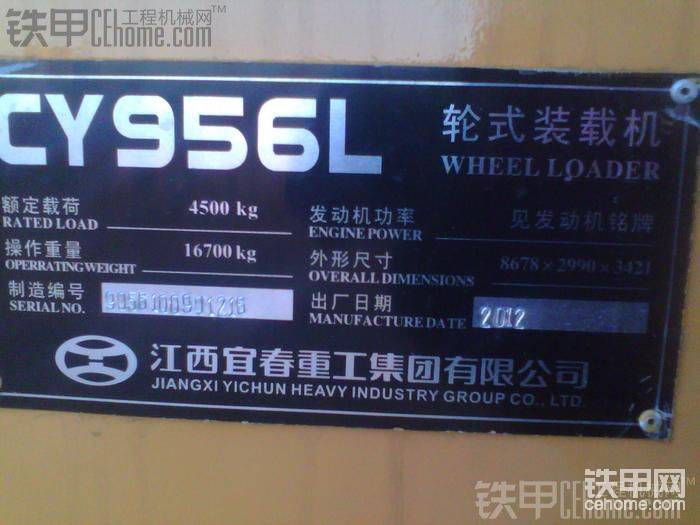 铁甲 工程机械网
CEhome.com™
CY956L 轮式装载机
WHEEL LOADER
额定载荷 4500 kg 发动机功率 见发动机铭牌
RATED LOAD ENGINE POWER
操作重量 16700 kg 外形尺寸 8678×2990×3421
OPERRATING WEIGHT OVERALL DIMENSIONS
制造编号 出厂日期 2012
SERIAL NO. MANUFACTURE DATE
江西宜春重工集团有限公司
JIANGXI YICHUN HEAVY INDUSTRY GROUP CO., LTD.
铁甲 CEhome.com
铁甲网